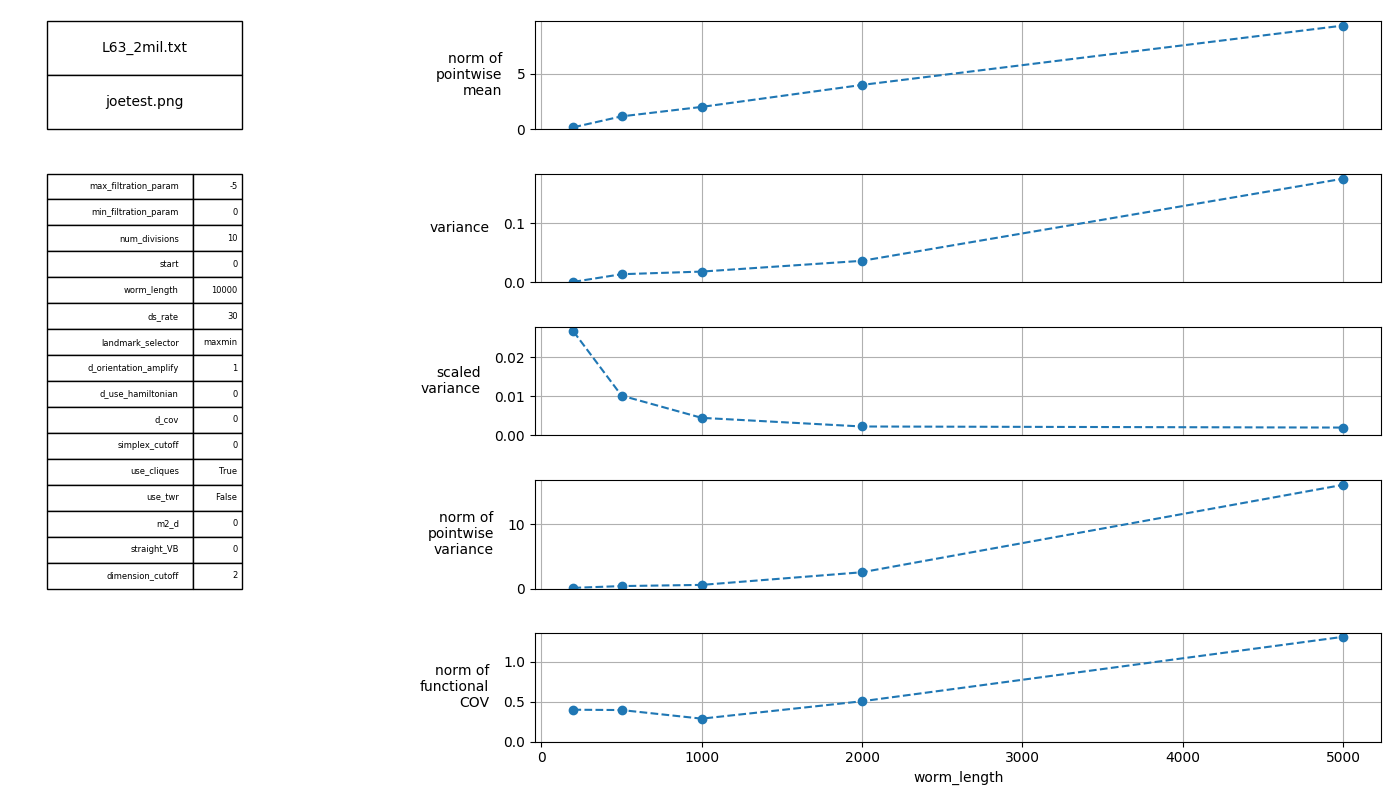 L63_2mil.txt
joetest.png
max_filtration_param -5
min_filtration_param 0
num_divisions 10
start 0
worm_length 10000
ds_rate 30
landmark_selector maxmin
d_orientation_amplify 1
d_use_hamiltonian 0
d_cov 0
simplex_cutoff 0
use_cliques True
use_twr False
m2_d 0
straight_VB 0
dimension_cutoff 2
norm of
pointwise
mean
5
0
variance
0.1
0.0
scaled
variance
0.02
0.01
0.00
norm of
pointwise
variance
10
0
norm of
functional
COV
1.0
0.5
0.0
0 1000 2000 3000 4000 5000
worm_length